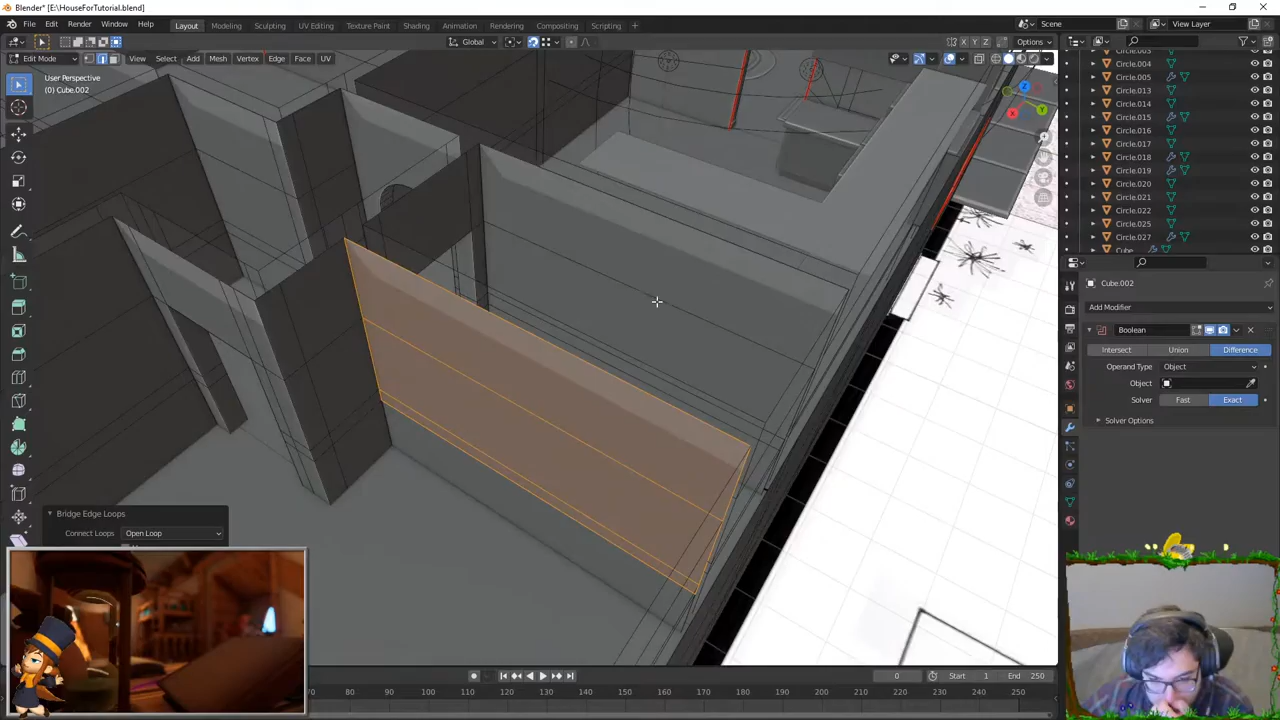 Blender* [E:\HouseForTutorial.blend]
File Edit Render Window Help Layout Modeling Sculpting UV Editing Texture Paint Shading Animation Rendering Compositing Scripting + Scene View Layer
Global Options
Edit Mode View Select Add Mesh Vertex Edge Face UV X Y Z
User Perspective
(0) Cube.002
Circle.003
Circle.004
Circle.005
Circle.013
Circle.014
Circle.015
Circle.016
Circle.017
Circle.018
Circle.019
Circle.020
Circle.021
Circle.022
Circle.025
Circle.027
Cube
Cube.002
Add Modifier
Boolean
Intersect Union Difference
Operand Type Object
Object
Solver Fast Exact
Solver Options
Bridge Edge Loops
Connect Loops Open Loop
0 Start 1 End 250
70 80 90 100 110 120 130 140 150 160 170 180 190 200 210 220 230 240 250